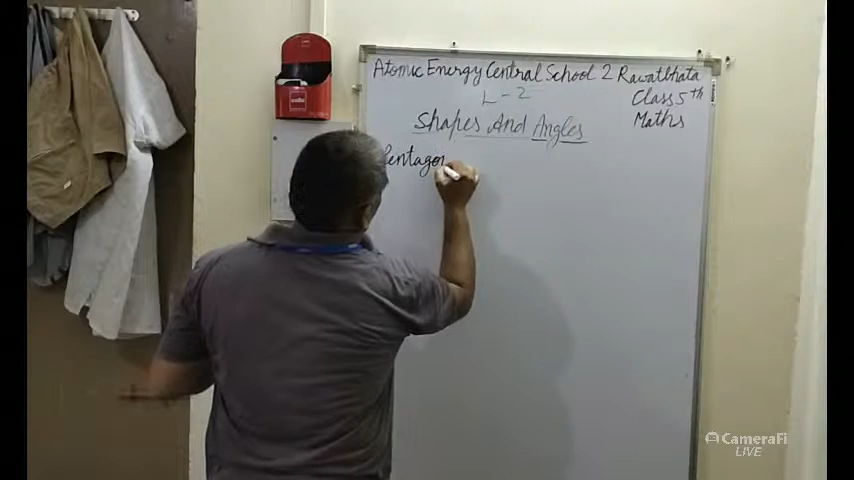 Atomic Energy Central School 2 Rawatbhata
L-2
Class 5th
Shapes And Angles
Maths
Pentagon
CameraFi
LIVE